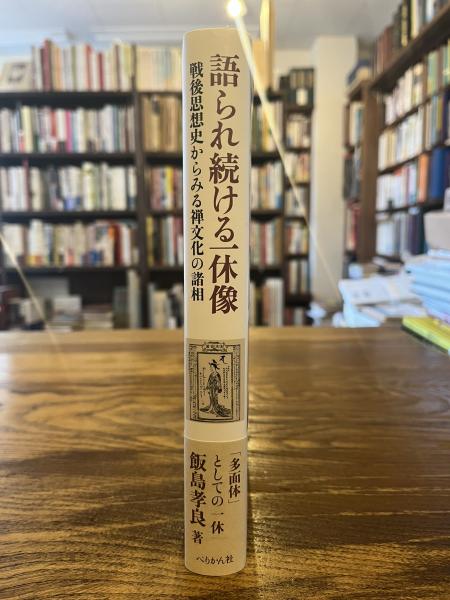 語られ続ける一休像
戦後思想史からみる禅文化の諸相
「多面体」
としての一休
飯島孝良 著
ぺりかん社